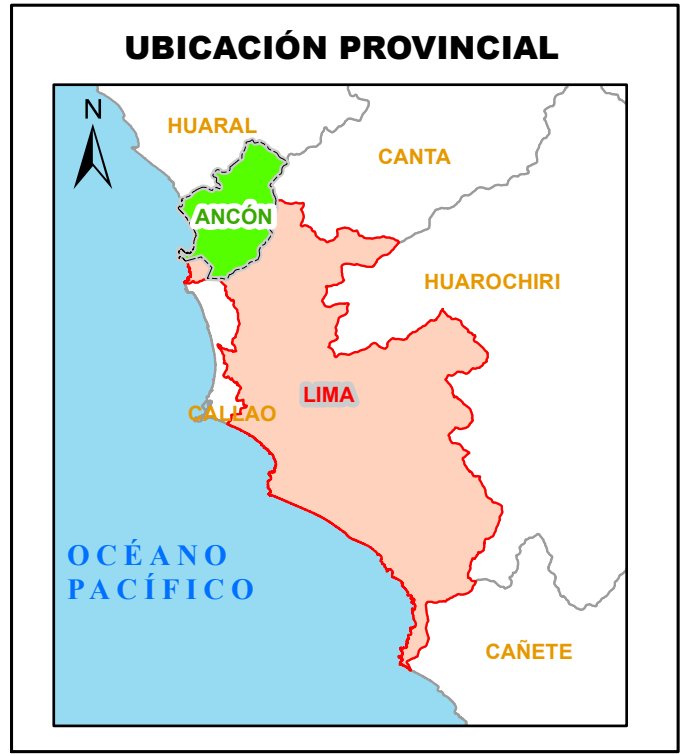 UBICACIÓN PROVINCIAL
N
HUARAL
CANTA
ANCÓN
HUAROCHIRI
LIMA
CALLAO
OCÉANO
PACÍFICO
CAÑETE